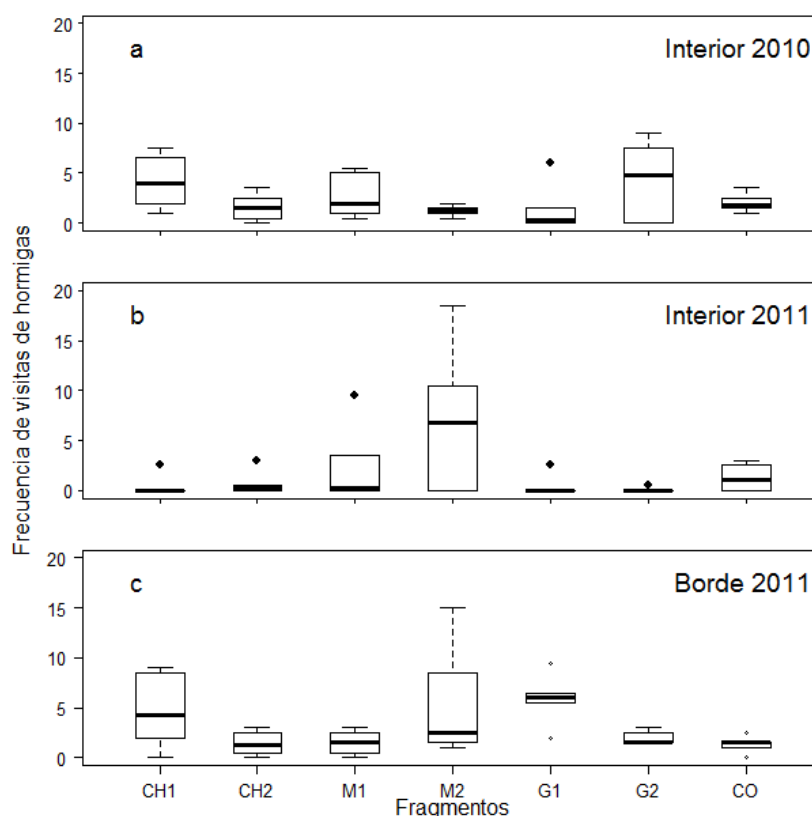 Frecuencia de visitas de hormigas
a
Interior 2010
20
15
10
5
0
b
Interior 2011
20
15
10
5
0
c
Borde 2011
20
15
10
5
0
CH1 CH2 M1 M2 G1 G2 CO
Fragmentos